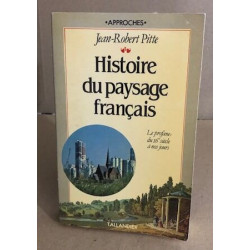 •APPROCHES•
Jean-Robert Pitte
Histoire
du paysage
français
Le profane:
du 16e siècle
à nos jours
TALLANDIER